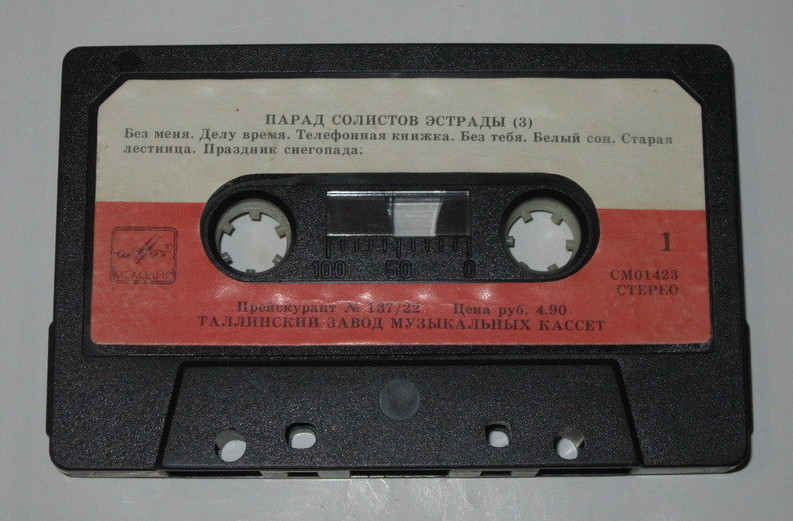 ПАРАД СОЛИСТОВ ЭСТРАДЫ (3)
Без меня. Делу время. Телефонная книжка. Без тебя. Белый сон. Старая
лестница. Праздник снегопада.
1
МЕЛОДИЯ
СМ01423
СТЕРЕО
100 50 0
Прейскурант № 137/22 Цена руб. 4.90
ТАЛЛИНСКИЙ ЗАВОД МУЗЫКАЛЬНЫХ КАССЕТ